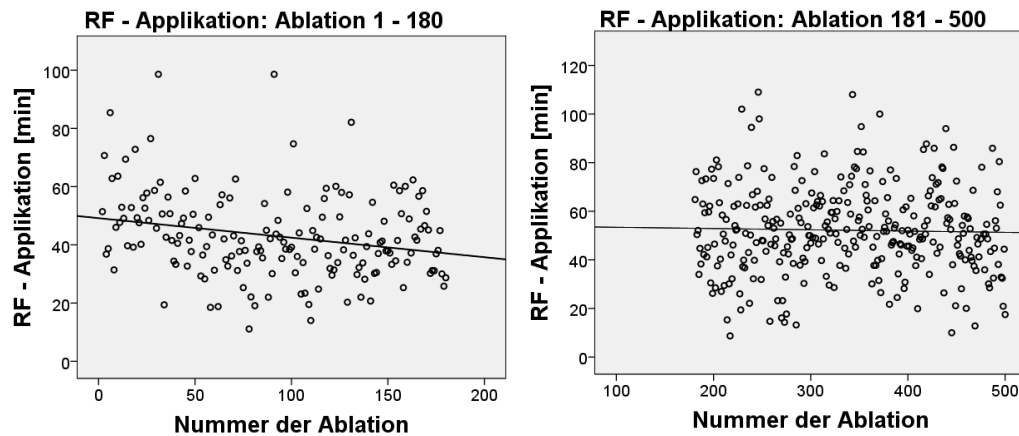 RF - Applikation: Ablation 1 - 180
RF - Applikation [min]
100
80
60
40
20
0
0 50 100 150 200
Nummer der Ablation
RF - Applikation: Ablation 181 - 500
RF - Applikation [min]
120
100
80
60
40
20
0
100 200 300 400 500
Nummer der Ablation